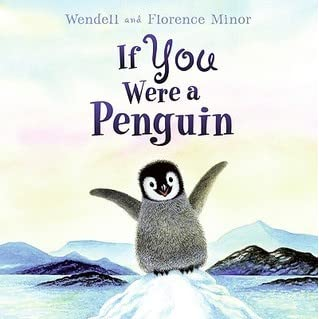 Wendell and Florence Minor
If You
Were a
Penguin